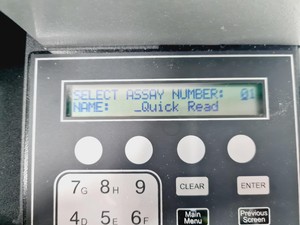 SELECT ASSAY NUMBER: 01
NAME: _Quick Read
7G 8H 9 CLEAR ENTER
4D 5E 6F Main Menu Previous Screen